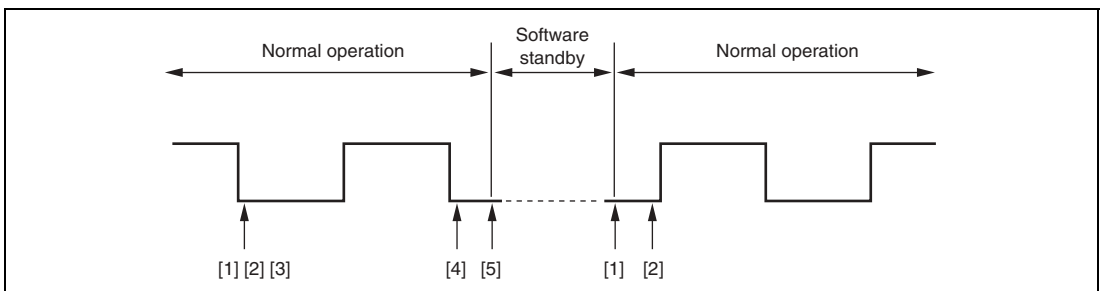 Software
standby
Normal operation
Normal operation
[1] [2] [3]
[4] [5]
[1] [2]